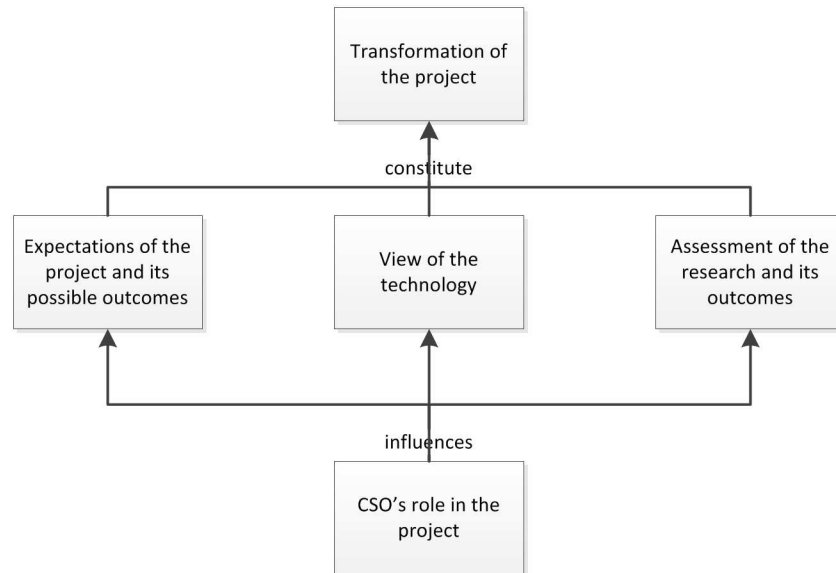 Transformation of
the project
constitute
Expectations of the
project and its
possible outcomes
View of the
technology
Assessment of the
research and its
outcomes
influences
CSO’s role in the
project